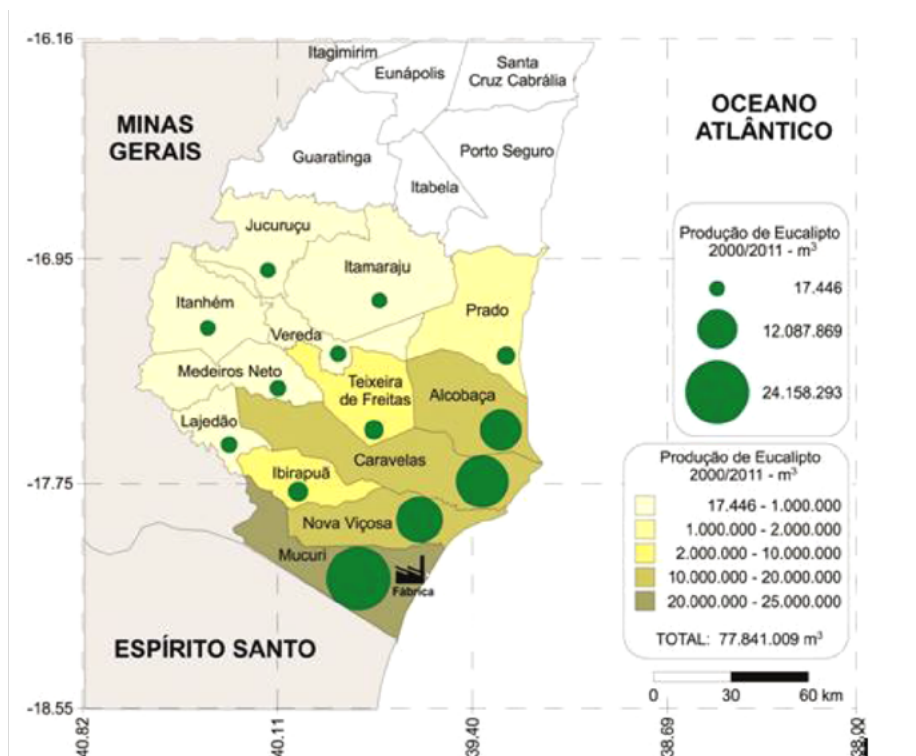 -16.16
Itagimirim
Eunápolis
Santa
Cruz Cabrália
OCEANO
ATLÂNTICO
MINAS
GERAIS
Guaratinga
Porto Seguro
Itabela
Jucuruçu
-16.95
Itamaraju
Itanhém
Prado
Vereda
Medeiros Neto
Teixeira
de Freitas
Alcobaça
Lajedão
Caravelas
Ibirapuã
-17.75
Nova Viçosa
Mucuri
Fábrica
ESPÍRITO SANTO
-18.55
Produção de Eucalipto
2000/2011 - m³
17.446
12.087.869
24.158.293
Produção de Eucalipto
2000/2011 - m³
17.446 - 1.000.000
1.000.000 - 2.000.000
2.000.000 - 10.000.000
10.000.000 - 20.000.000
20.000.000 - 25.000.000
TOTAL: 77.841.009 m³
0 30 60 km
40.82
40.11
39.40
38.69
38.00